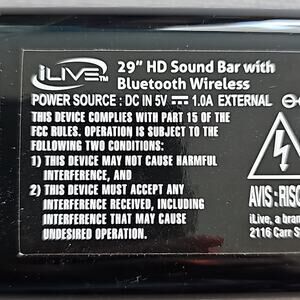 iLIVE™ 29" HD Sound Bar with
Bluetooth Wireless
POWER SOURCE : DC IN 5V ⎓ 1.0A EXTERNAL
THIS DEVICE COMPLIES WITH PART 15 OF THE
FCC RULES. OPERATION IS SUBJECT TO THE
FOLLOWING TWO CONDITIONS:
1) THIS DEVICE MAY NOT CAUSE HARMFUL
INTERFERENCE, AND
2) THIS DEVICE MUST ACCEPT ANY
INTERFERENCE RECEIVED, INCLUDING
INTERFERENCE THAT MAY CAUSE
UNDESIRED OPERATION.
AVIS: RISC
iLive, a bran
2116 Carr S